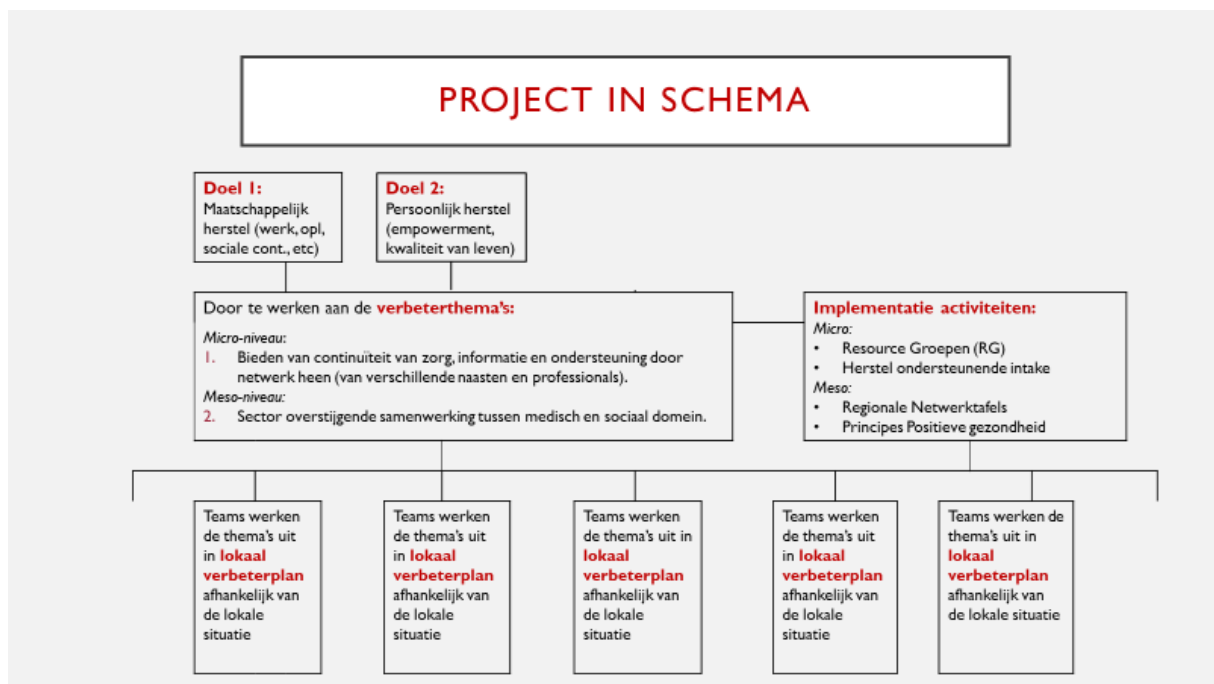 PROJECT IN SCHEMA
Doel 1:
Maatschappelijk
herstel (werk, opl,
sociale cont., etc)
Doel 2:
Persoonlijk herstel
(empowerment,
kwaliteit van leven)
Door te werken aan de verbeterthema's:
Micro-niveau:
1. Bieden van continuïteit van zorg, informatie en ondersteuning door
netwerk heen (van verschillende naasten en professionals).
Meso-niveau:
2. Sector overstijgende samenwerking tussen medisch en sociaal domein.
Implementatie activiteiten:
Micro:
• Resource Groepen (RG)
• Herstel ondersteunende intake
Meso:
• Regionale Netwerktafels
• Principes Positieve gezondheid
Teams werken
de thema's uit
in lokaal
verbeterplan
afhankelijk van
de lokale
situatie
Teams werken
de thema's uit
in lokaal
verbeterplan
afhankelijk van
de lokale
situatie
Teams werken
de thema's uit in
lokaal
verbeterplan
afhankelijk van
de lokale
situatie
Teams werken
de thema's uit
in lokaal
verbeterplan
afhankelijk van
de lokale
situatie
Teams werken de
thema's uit in
lokaal
verbeterplan
afhankelijk van
de lokale situatie